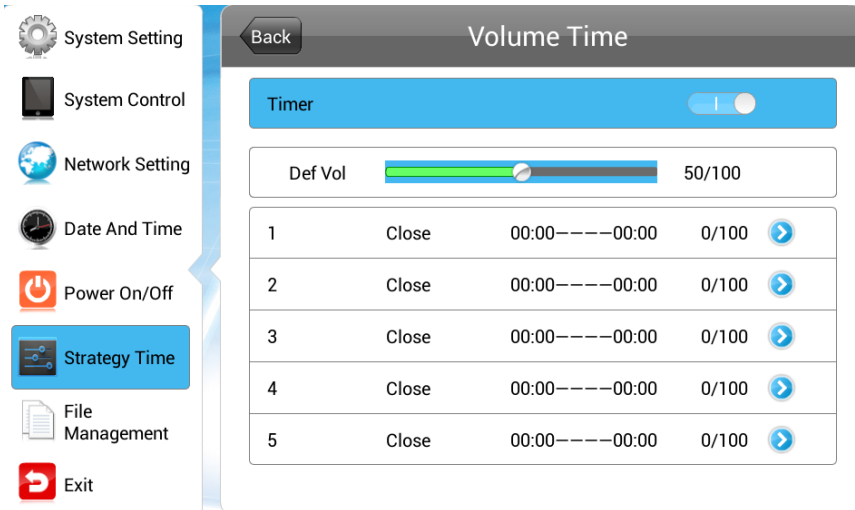 System Setting
System Control
Network Setting
Date And Time
Power On/Off
Strategy Time
File
Management
Exit
Back
Volume Time
Timer
Def Vol 50/100
1 Close 00:00----00:00 0/100
2 Close 00:00----00:00 0/100
3 Close 00:00----00:00 0/100
4 Close 00:00----00:00 0/100
5 Close 00:00----00:00 0/100